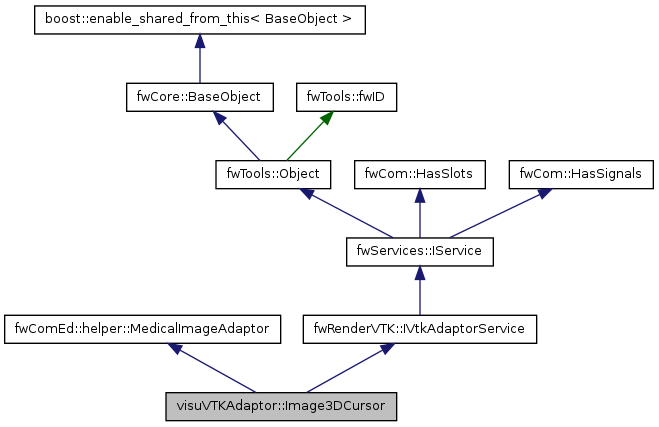 boost::enable_shared_from_this< BaseObject >
fwCore::BaseObject
fwTools::fwID
fwTools::Object
fwCom::HasSlots
fwCom::HasSignals
fwServices::IService
fwComEd::helper::MedicalImageAdaptor
fwRenderVTK::IVtkAdaptorService
visuVTKAdaptor::Image3DCursor